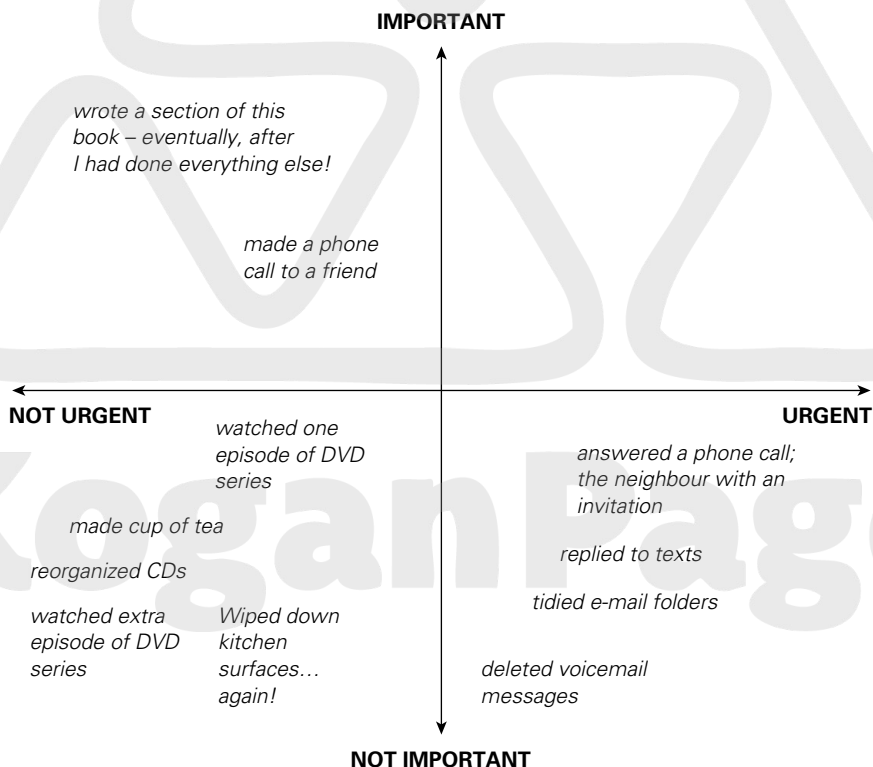 IMPORTANT
wrote a section of this
book – eventually, after
I had done everything else!
made a phone
call to a friend
NOT URGENT
URGENT
watched one
episode of DVD
series
answered a phone call;
the neighbour with an
invitation
made cup of tea
replied to texts
reorganized CDs
tidied e-mail folders
watched extra
episode of DVD
series
Wiped down
kitchen
surfaces…
again!
deleted voicemail
messages
NOT IMPORTANT
KoganPage